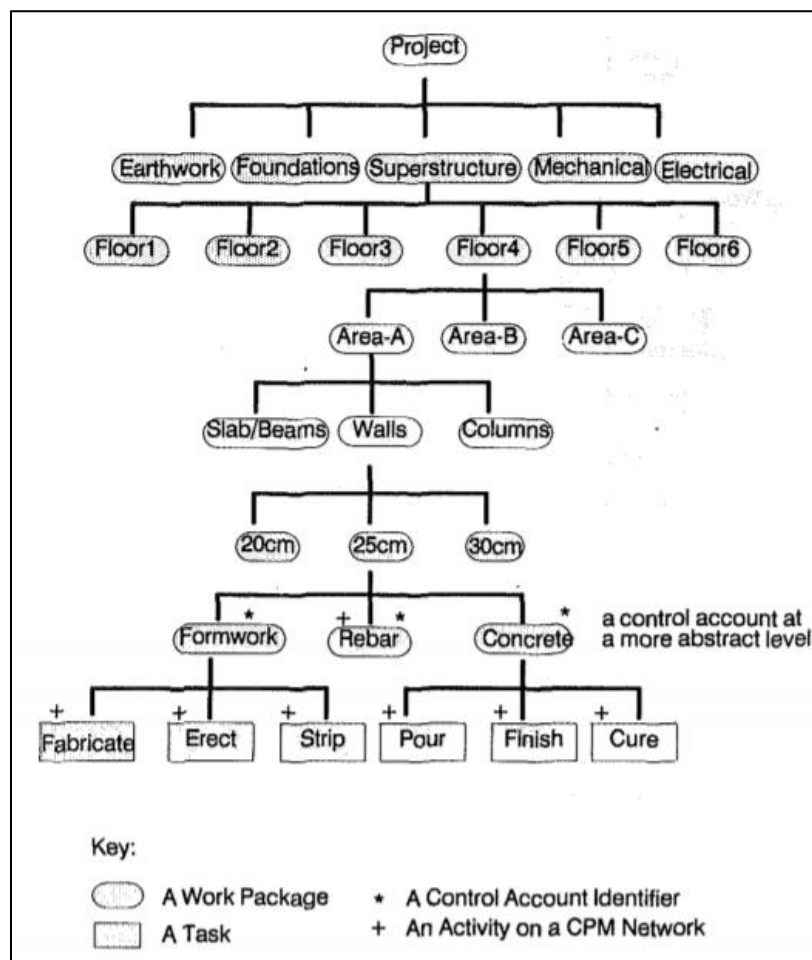 Project
Earthwork Foundations Superstructure Mechanical Electrical
Floor1 Floor2 Floor3 Floor4 Floor5 Floor6
Area-A Area-B Area-C
Slab/Beams Walls Columns
20cm 25cm 30cm
Formwork * + Rebar * Concrete * a control account at
a more abstract level
+ + + + + +
Fabricate Erect Strip Pour Finish Cure
Key:
A Work Package * A Control Account Identifier
A Task + An Activity on a CPM Network